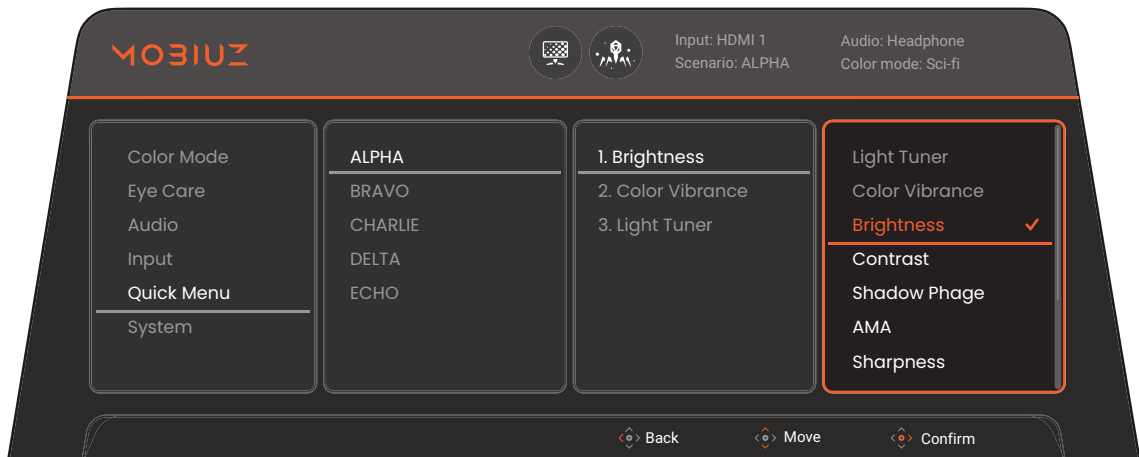 MOBIUZ
Input: HDMI 1
Scenario: ALPHA
Audio: Headphone
Color mode: Sci-fi
Color Mode
Eye Care
Audio
Input
Quick Menu
System
ALPHA
BRAVO
CHARLIE
DELTA
ECHO
1. Brightness
2. Color Vibrance
3. Light Tuner
Light Tuner
Color Vibrance
Brightness
Contrast
Shadow Phage
AMA
Sharpness
Back
Move
Confirm